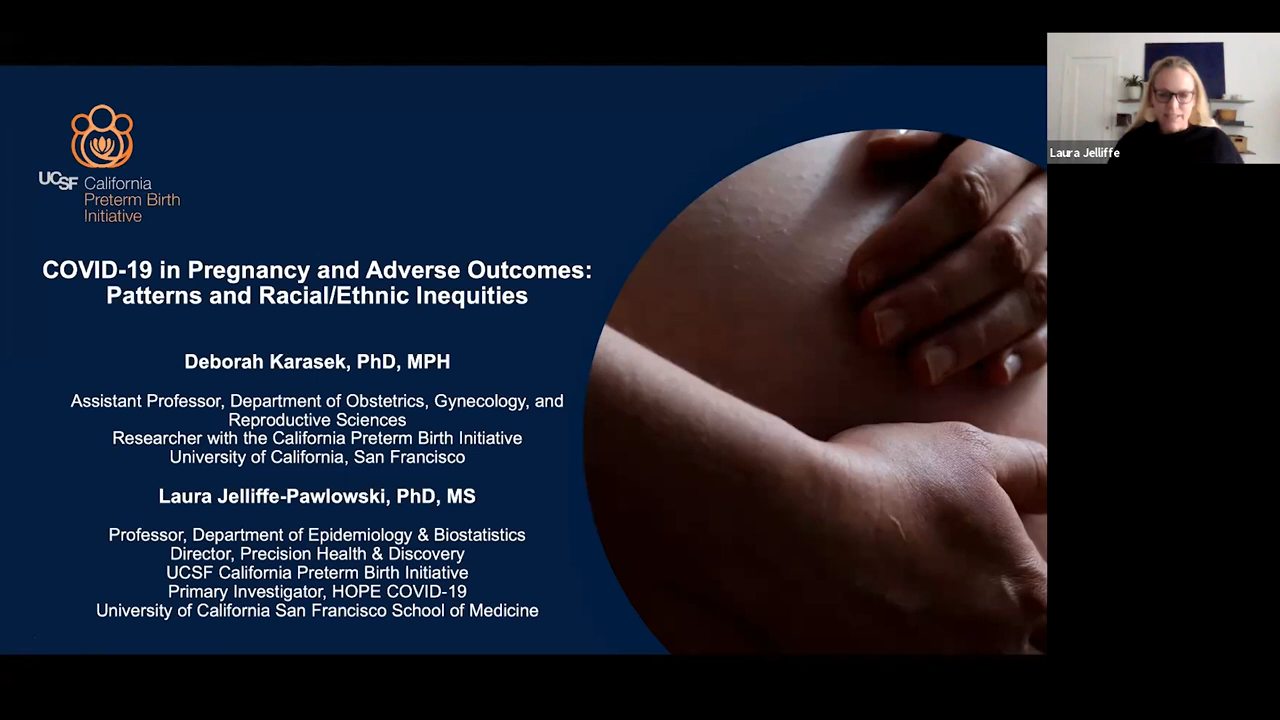 UCSF California
Preterm Birth
Initiative
COVID-19 in Pregnancy and Adverse Outcomes:
Patterns and Racial/Ethnic Inequities
Deborah Karasek, PhD, MPH
Assistant Professor, Department of Obstetrics, Gynecology, and
Reproductive Sciences
Researcher with the California Preterm Birth Initiative
University of California, San Francisco
Laura Jelliffe-Pawlowski, PhD, MS
Professor, Department of Epidemiology & Biostatistics
Director, Precision Health & Discovery
UCSF California Preterm Birth Initiative
Primary Investigator, HOPE COVID-19
University of California San Francisco School of Medicine
Laura Jelliffe